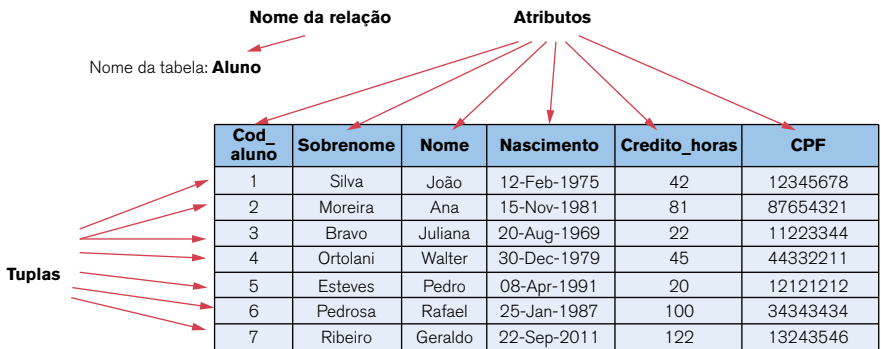 Nome da relação Atributos
Nome da tabela: Aluno
Cod_
aluno Sobrenome Nome Nascimento Credito_horas CPF
1 Silva João 12-Feb-1975 42 12345678
2 Moreira Ana 15-Nov-1981 81 87654321
3 Bravo Juliana 20-Aug-1969 22 11223344
4 Ortolani Walter 30-Dec-1979 45 44332211
Tuplas
5 Esteves Pedro 08-Apr-1991 20 12121212
6 Pedrosa Rafael 25-Jan-1987 100 34343434
7 Ribeiro Geraldo 22-Sep-2011 122 13243546